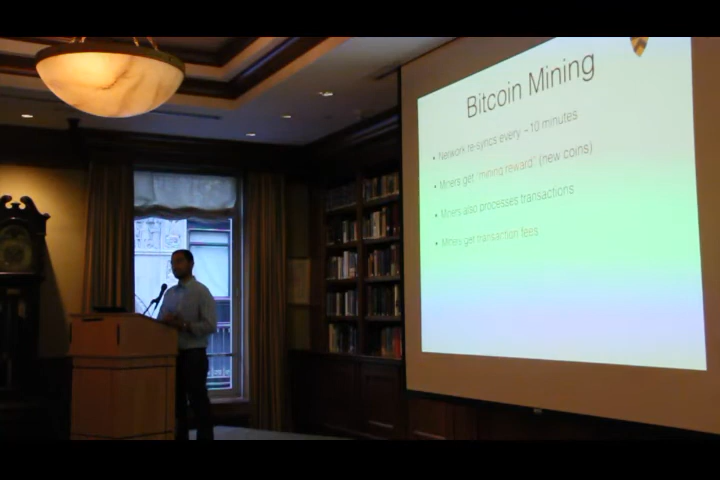 Bitcoin Mining
• Network re-syncs every ~10 minutes
• Miners get "mining reward" (new coins)
• Miners also processes transactions
• Miners get transaction fees